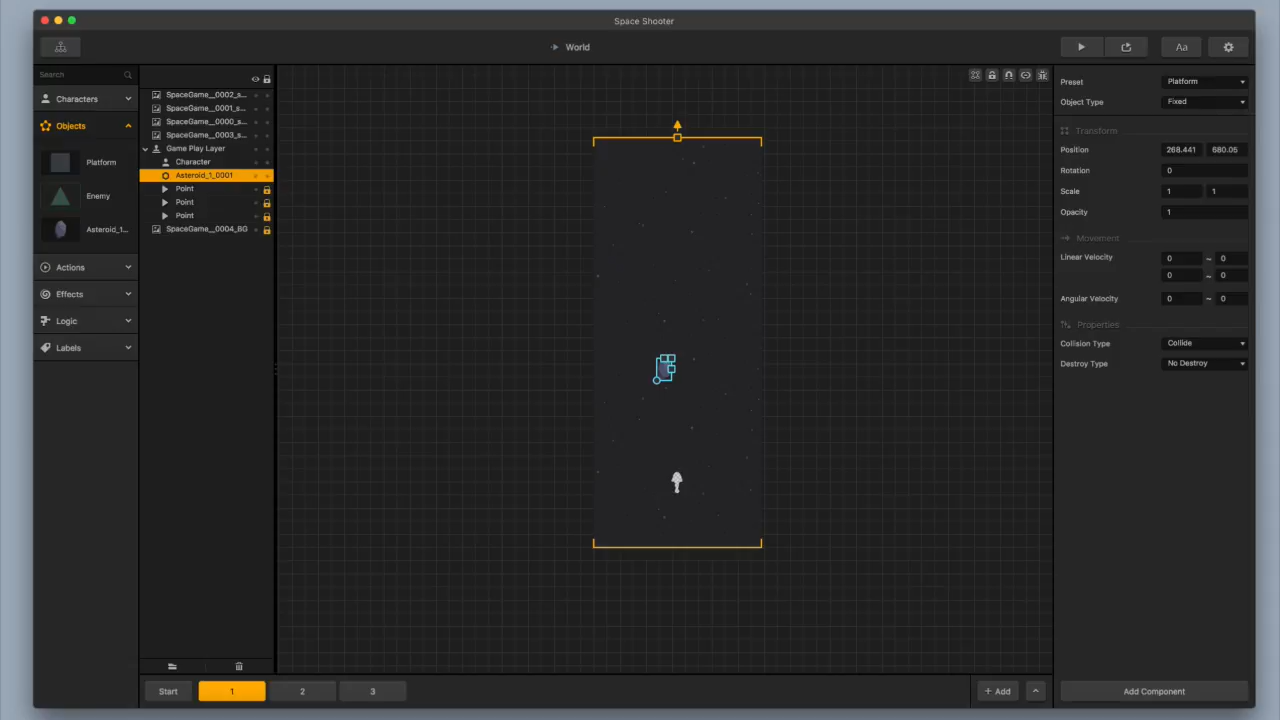 Space Shooter
World
Aa
Search
Characters
Objects
Platform
Enemy
Asteroid_1...
Actions
Effects
Logic
Labels
SpaceGame__0002_s...
SpaceGame__0001_s...
SpaceGame__0000_s...
SpaceGame__0003_s...
Game Play Layer
Character
Asteroid_1_0001
Point
Point
Point
SpaceGame__0004_BG
Start
1
2
3
+ Add
Preset Platform
Object Type Fixed
Transform
Position 268.441 680.05
Rotation 0
Scale 1 1
Opacity 1
Movement
Linear Velocity 0 ~ 0
0 ~ 0
Angular Velocity 0 ~ 0
Properties
Collision Type Collide
Destroy Type No Destroy
Add Component